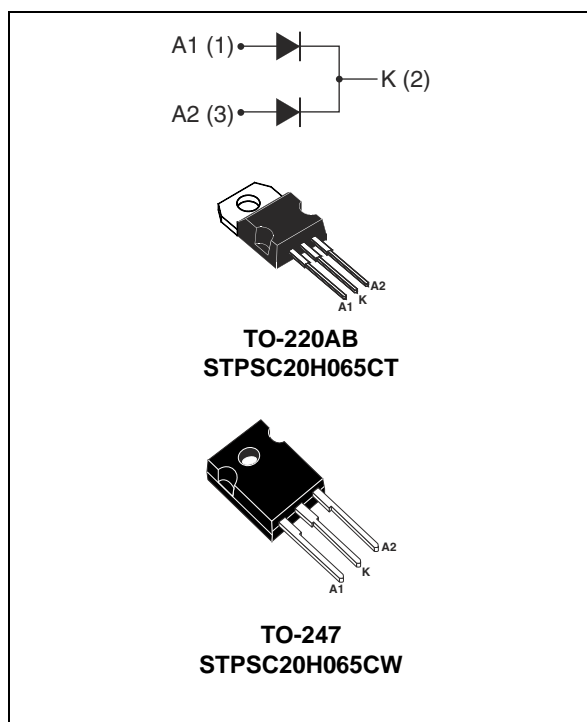 A1 (1)
K (2)
A2 (3)
A2
K
A1
TO-220AB
STPSC20H065CT
A2
K
A1
TO-247
STPSC20H065CW